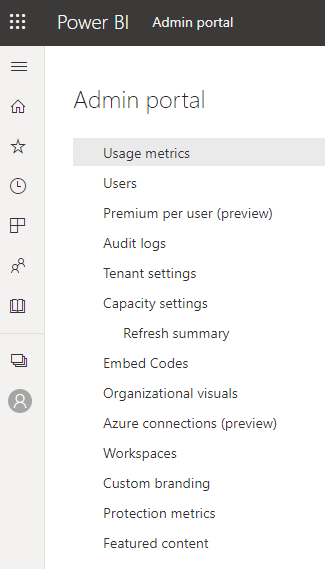 Power BI Admin portal
Admin portal
Usage metrics
Users
Premium per user (preview)
Audit logs
Tenant settings
Capacity settings
Refresh summary
Embed Codes
Organizational visuals
Azure connections (preview)
Workspaces
Custom branding
Protection metrics
Featured content